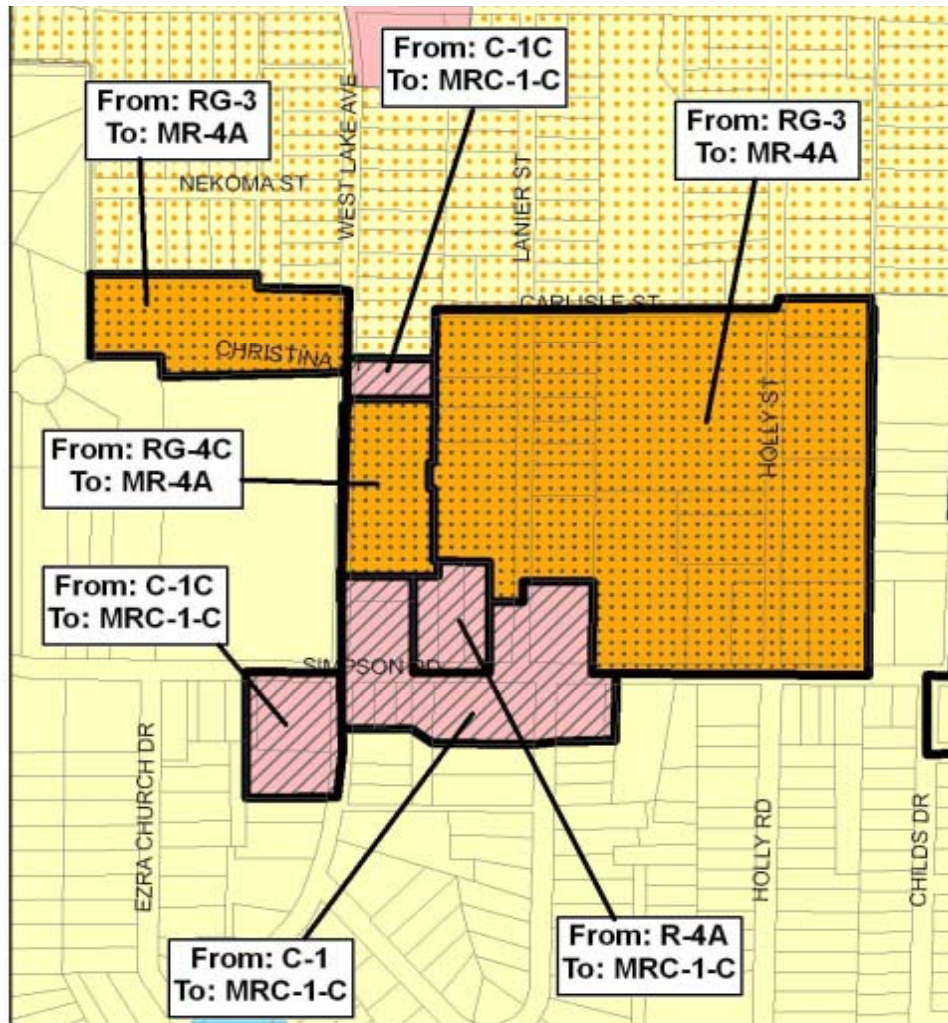 From: C-1C
To: MRC-1-C
From: RG-3
To: MR-4A
From: RG-3
To: MR-4A
WEST LAKE AVE
NEKOMA ST
LANIER ST
CARLISLE ST
CHRISTINA
HOLLY ST
From: RG-4C
To: MR-4A
From: C-1C
To: MRC-1-C
SIMPSON RD
EZRA CHURCH DR
HOLLY RD
CHILDS DR
From: C-1
To: MRC-1-C
From: R-4A
To: MRC-1-C